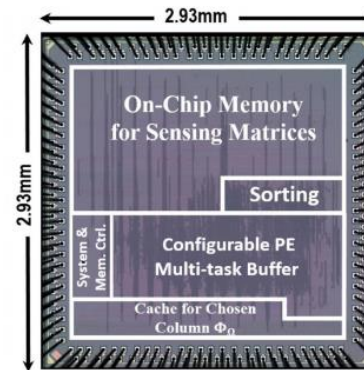 2.93mm
2.93mm
On-Chip Memory
for Sensing Matrices
Sorting
System &
Mem. Ctrl.
Configurable PE
Multi-task Buffer
Cache for Chosen
Column Φ_Ω